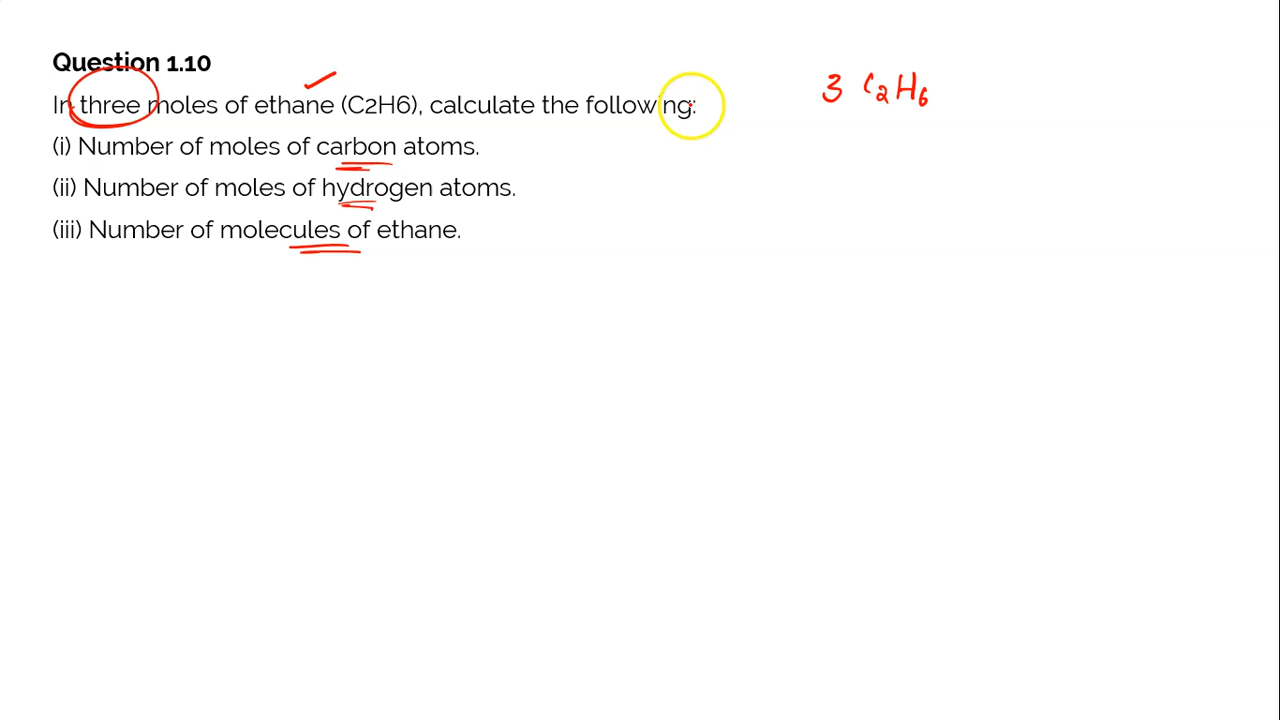 Question 1.10
In three moles of ethane (C2H6), calculate the following:
3 C2H6
(i) Number of moles of carbon atoms.
(ii) Number of moles of hydrogen atoms.
(iii) Number of molecules of ethane.